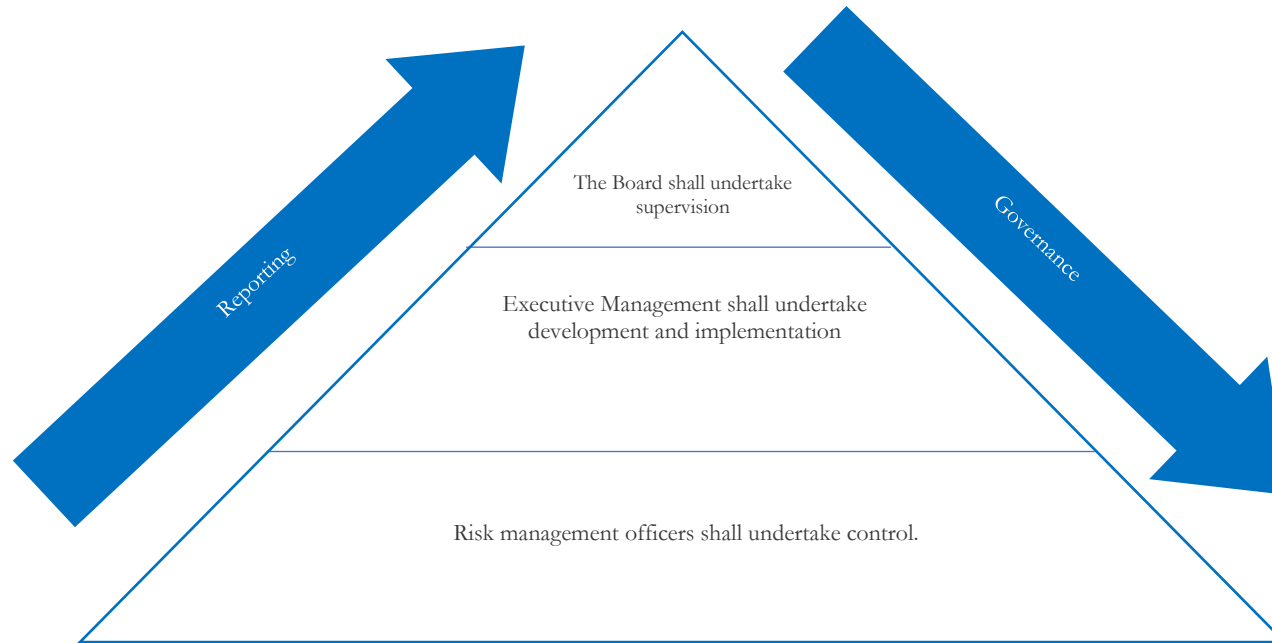 The Board shall undertake
supervision
Governance
Reporting
Executive Management shall undertake
development and implementation
Risk management officers shall undertake control.